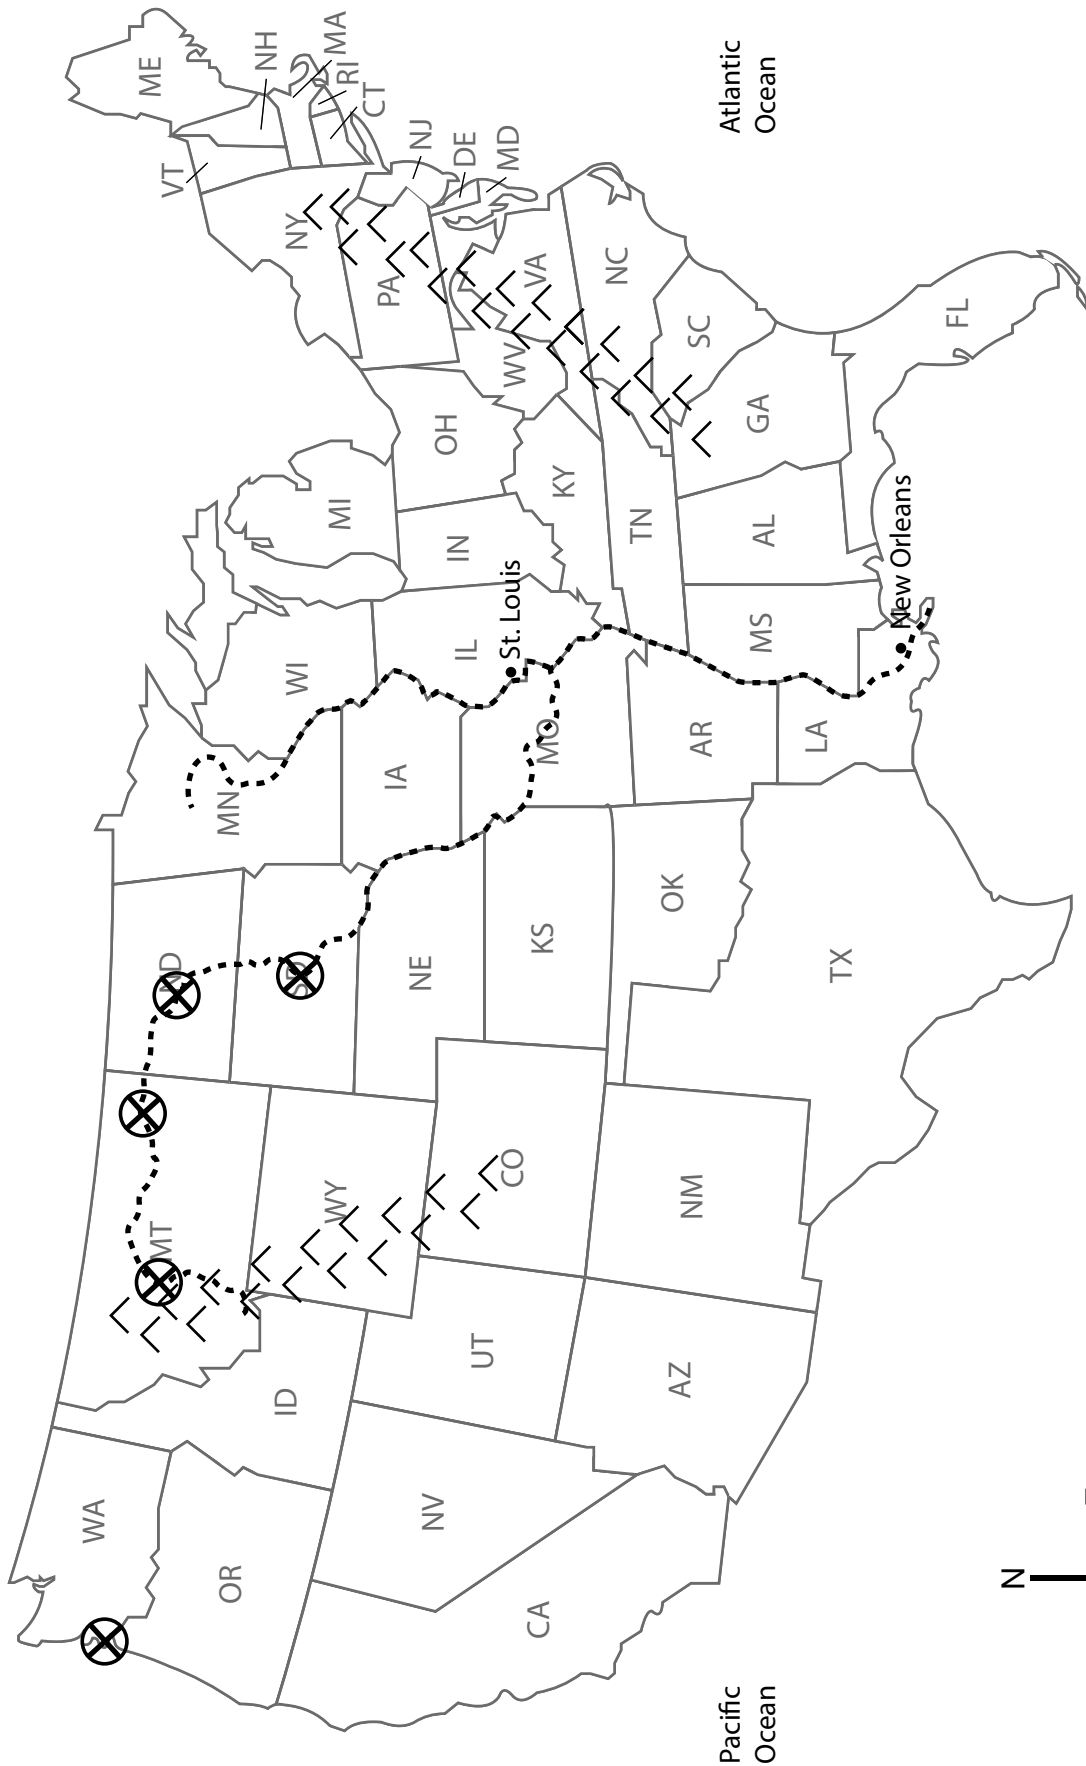 WA
OR
CA
NV
ID
MT
WY
UT
AZ
CO
NM
ND
SD
NE
KS
OK
TX
MN
IA
MO
AR
LA
WI
IL
MI
IN
OH
KY
TN
MS
AL
GA
FL
SC
NC
VA
WV
PA
NY
VT
ME
NH
MA
RI
CT
NJ
DE
MD
St. Louis
New Orleans
Pacific
Ocean
Atlantic
Ocean
N